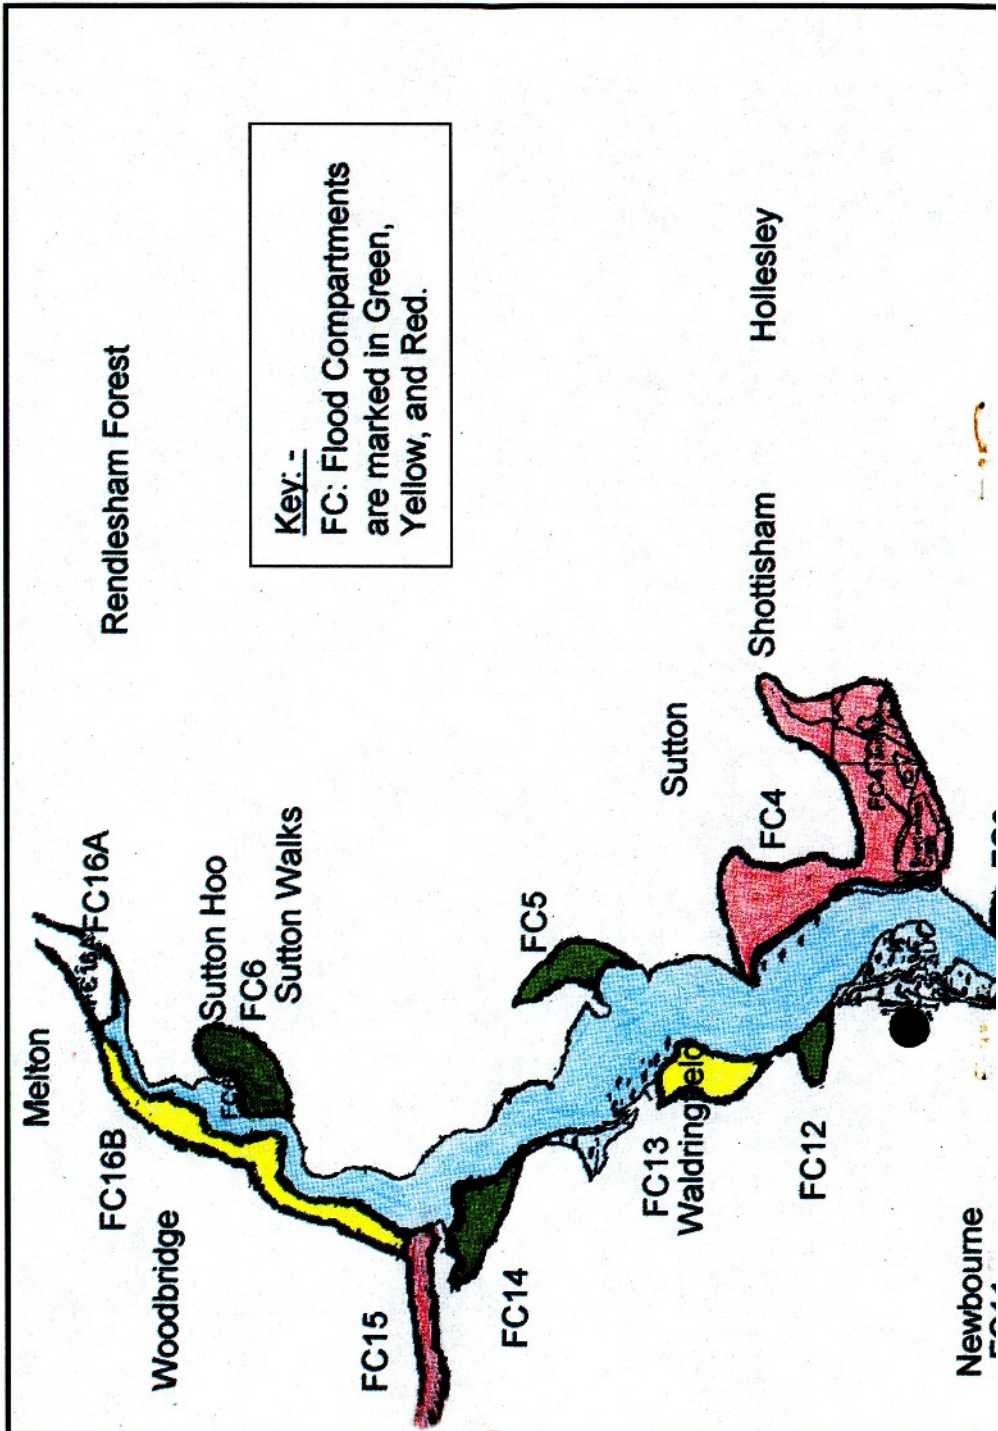 Melton
FC16A
Rendlesham Forest
FC16B
Sutton Hoo
FC6
Sutton Walks
Woodbridge
Key: -
FC: Flood Compartments
are marked in Green,
Yellow, and Red.
FC15
FC14
FC5
FC13
Waldringfield
Sutton
FC4
Shottisham
Hollesley
FC12
Newbourne